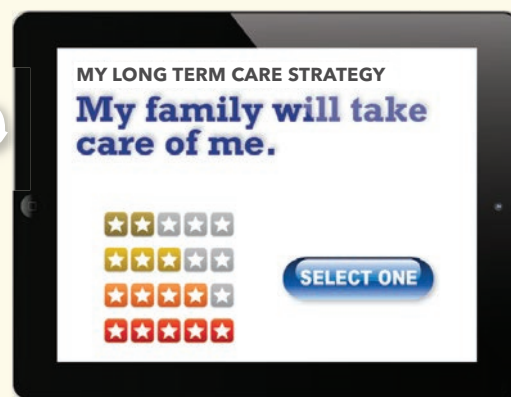 MY LONG TERM CARE STRATEGY
My family will take
care of me.
SELECT ONE